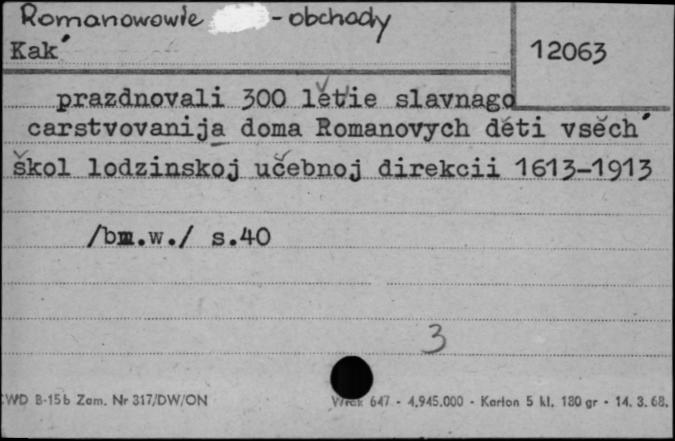 Romanowowie - obchody
Kak´
12063
prazdnovali 300 lětie slavnago
carstvovanija doma Romanovych děti vsěch´
škol lodzinskoj učebnoj direkcii 1613-1913
/bm.w./ s.40
3
CWD B-15b Zam. Nr 317/DW/ON
647 - 4.945.000 - Karton 5 kl. 180 gr - 14. 3. 68.